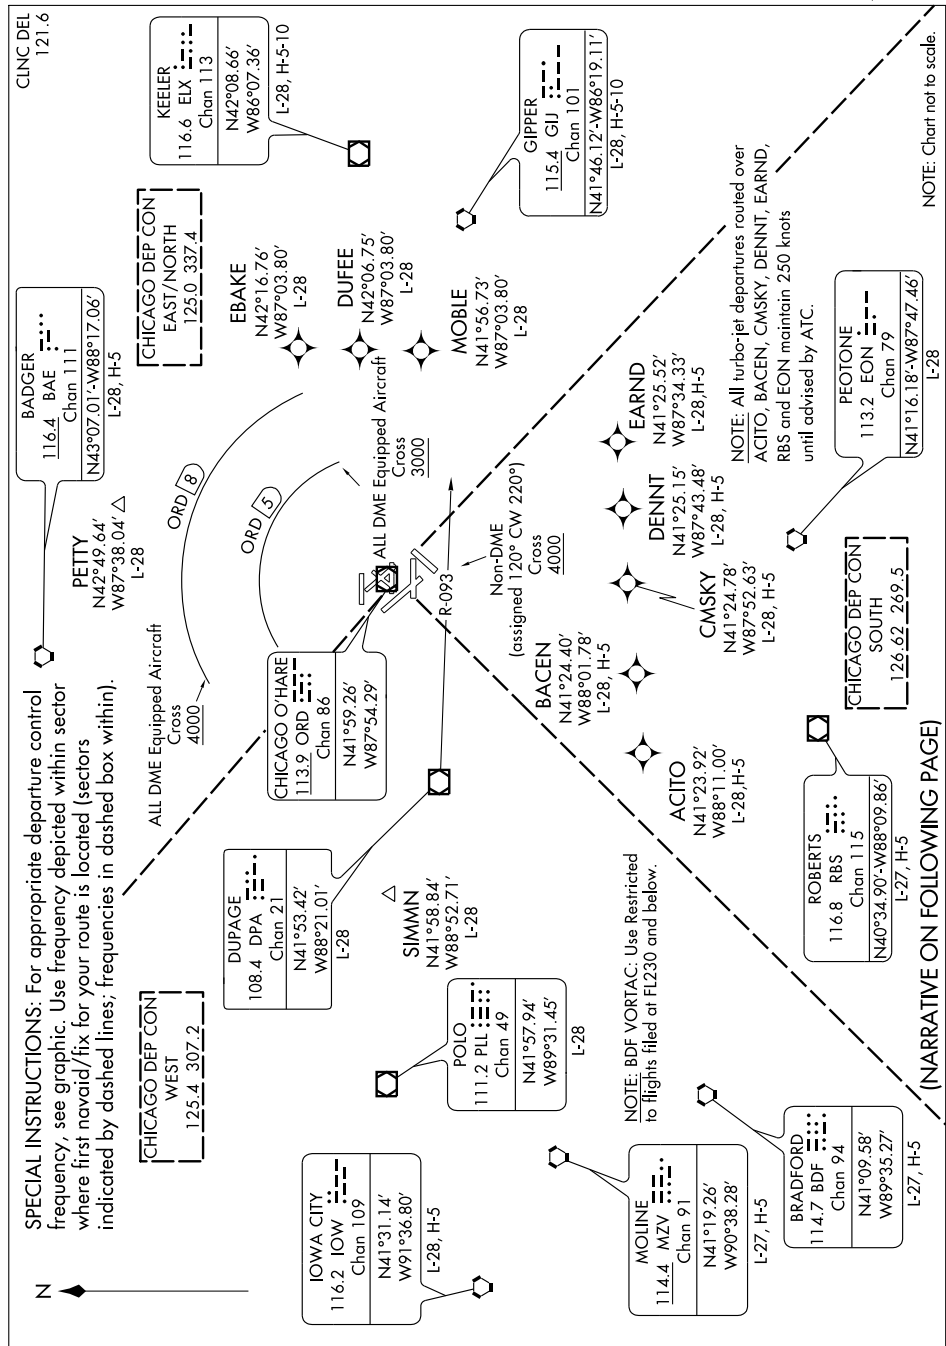 SPECIAL INSTRUCTIONS: For appropriate departure control
frequency, see graphic. Use frequency depicted within sector
where first navaid/fix for your route is located (sectors
indicated by dashed lines; frequencies in dashed box within).
CLNC DEL
121.6
N
BADGER
116.4 BAE
Chan 111
N43°07.01'-W88°17.06'
L-28, H-5
KEELER
116.6 ELX
Chan 113
N42°08.66'
W86°07.36'
L-28, H-5-10
PETTY
N42°49.64'
W87°38.04'
L-28
CHICAGO DEP CON
WEST
125.4 307.2
CHICAGO DEP CON
EAST/NORTH
125.0 337.4
ALL DME Equipped Aircraft
Cross
4000
ORD 8
ORD 5
ALL DME Equipped Aircraft
Cross
3000
EBAKE
N42°16.76'
W87°03.80'
L-28
DUFEE
N42°06.75'
W87°03.80'
L-28
MOBLE
N41°56.73'
W87°03.80'
L-28
GIPPER
115.4 GIJ
Chan 101
N41°46.12'-W86°19.11'
L-28, H-5-10
IOWA CITY
116.2 IOW
Chan 109
N41°31.14'
W91°36.80'
L-28, H-5
DUPAGE
108.4 DPA
Chan 21
N41°53.42'
W88°21.01'
L-28
CHICAGO O'HARE
113.9 ORD
Chan 86
N41°59.26'
W87°54.29'
R-093
SIMMN
N41°58.84'
W88°52.71'
L-28
POLO
111.2 PLL
Chan 49
N41°57.94'
W89°31.45'
L-28
Non-DME
(assigned 120° CW 220°)
Cross
4000
BACEN
N41°24.40'
W88°01.78'
L-28, H-5
ACITO
N41°23.92'
W88°11.00'
L-28,H-5
CMSKY
N41°24.78'
W87°52.63'
L-28, H-5
DENNT
N41°25.15'
W87°43.48'
L-28, H-5
EARND
N41°25.52'
W87°34.33'
L-28,H-5
NOTE: All turbo-jet departures routed over
ACITO, BACEN, CMSKY, DENNT, EARND,
RBS and EON maintain 250 knots
until advised by ATC.
NOTE: BDF VORTAC: Use Restricted
to flights filed at FL230 and below.
MOLINE
114.4 MZV
Chan 91
N41°19.26'
W90°38.28'
L-27, H-5
BRADFORD
114.7 BDF
Chan 94
N41°09.58'
W89°35.27'
L-27, H-5
ROBERTS
116.8 RBS
Chan 115
N40°34.90'-W88°09.86'
L-27, H-5
CHICAGO DEP CON
SOUTH
126.62 269.5
PEOTONE
113.2 EON
Chan 79
N41°16.18'-W87°47.46'
L-28
(NARRATIVE ON FOLLOWING PAGE)
NOTE: Chart not to scale.